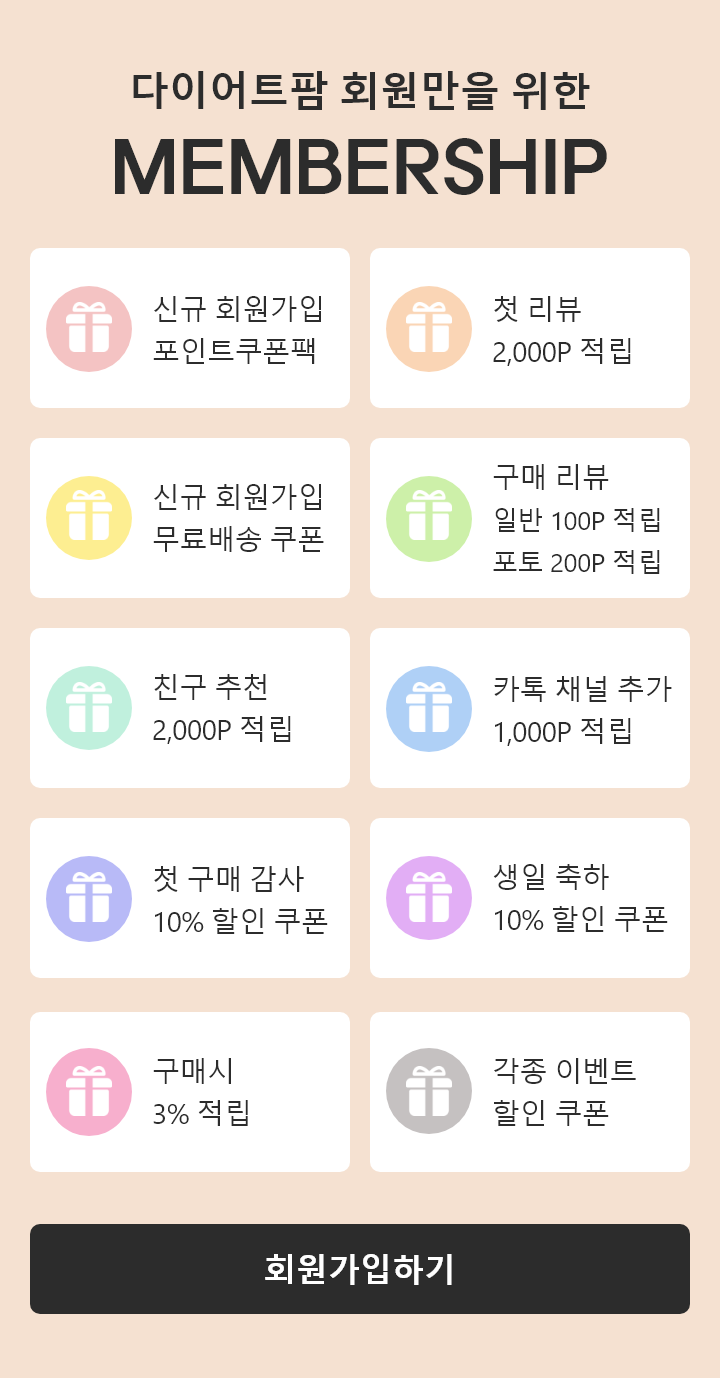 다이어트팜 회원만을 위한
MEMBERSHIP
신규 회원가입
포인트쿠폰팩
첫 리뷰
2,000P 적립
신규 회원가입
무료배송 쿠폰
구매 리뷰
일반 100P 적립
포토 200P 적립
친구 추천
2,000P 적립
카톡 채널 추가
1,000P 적립
첫 구매 감사
10% 할인 쿠폰
생일 축하
10% 할인 쿠폰
구매시
3% 적립
각종 이벤트
할인 쿠폰
회원가입하기